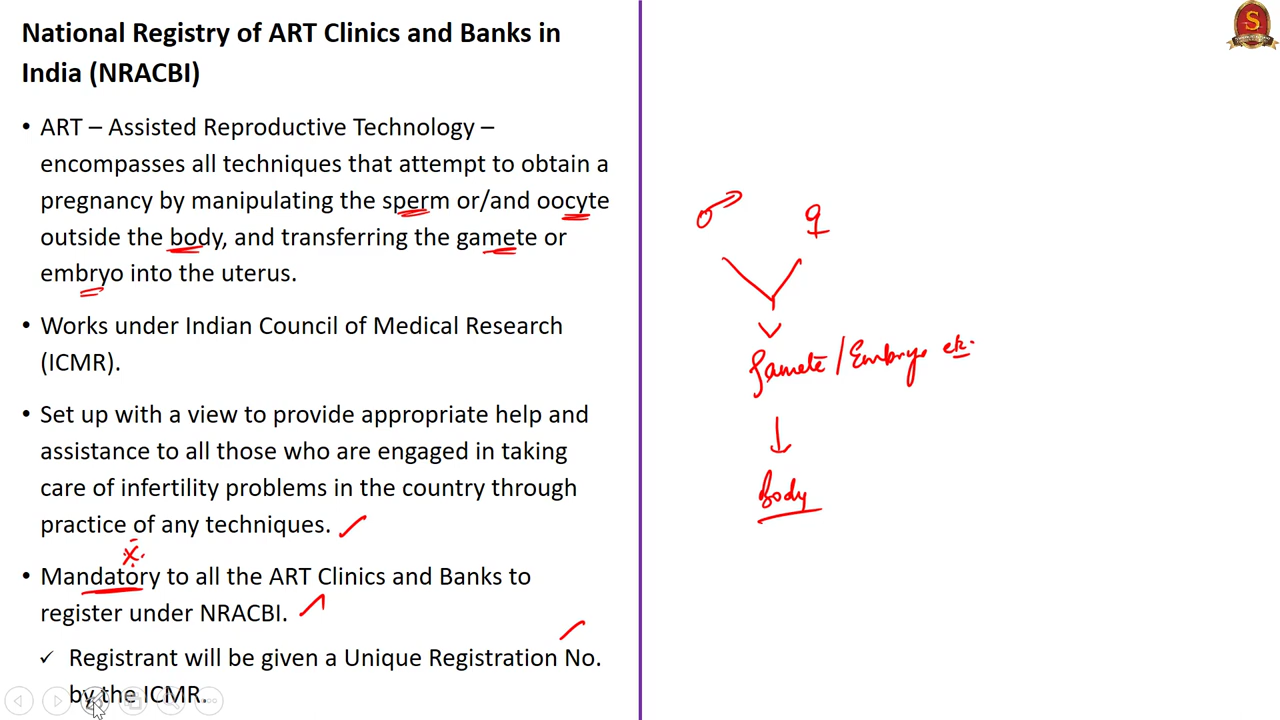 National Registry of ART Clinics and Banks in
India (NRACBI)
• ART – Assisted Reproductive Technology –
encompasses all techniques that attempt to obtain a
pregnancy by manipulating the sperm or/and oocyte
outside the body, and transferring the gamete or
embryo into the uterus.
• Works under Indian Council of Medical Research
(ICMR).
• Set up with a view to provide appropriate help and
assistance to all those who are engaged in taking
care of infertility problems in the country through
practice of any techniques.
• Mandatory to all the ART Clinics and Banks to
register under NRACBI.
✓ Registrant will be given a Unique Registration No.
by the ICMR.
S
♂ ♀
Gamete/Embryo etc.
Body